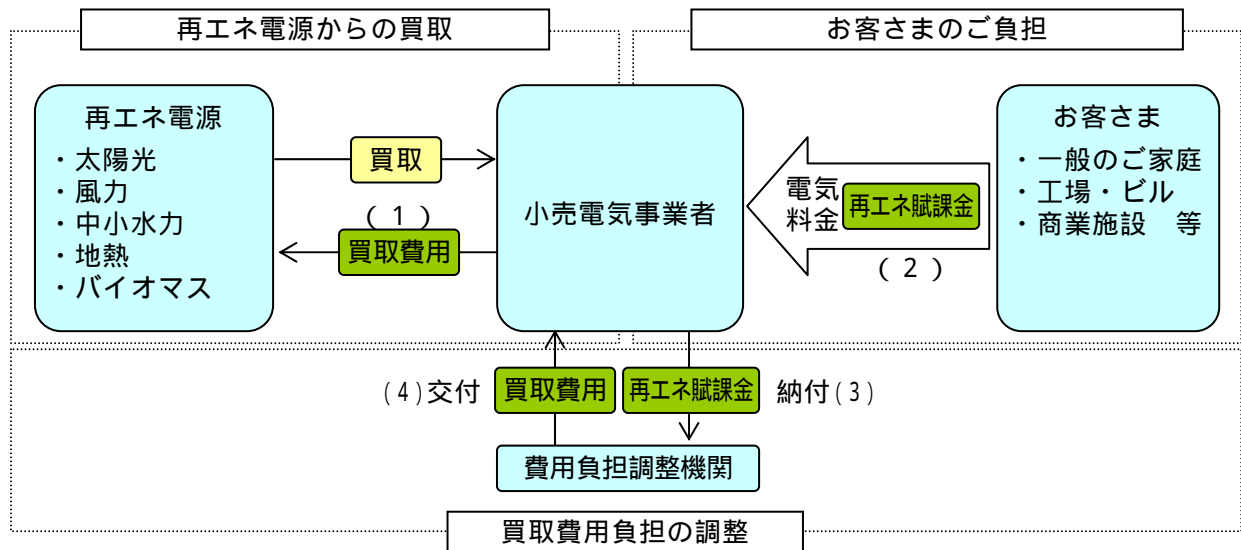 再エネ電源からの買取
お客さまのご負担
再エネ電源
・太陽光
・風力
・中小水力
・地熱
・バイオマス
買取
(1)
買取費用
小売電気事業者
電気
料金
再エネ賦課金
(2)
お客さま
・一般のご家庭
・工場・ビル
・商業施設 等
(4)交付
買取費用
再エネ賦課金
納付(3)
費用負担調整機関
買取費用負担の調整